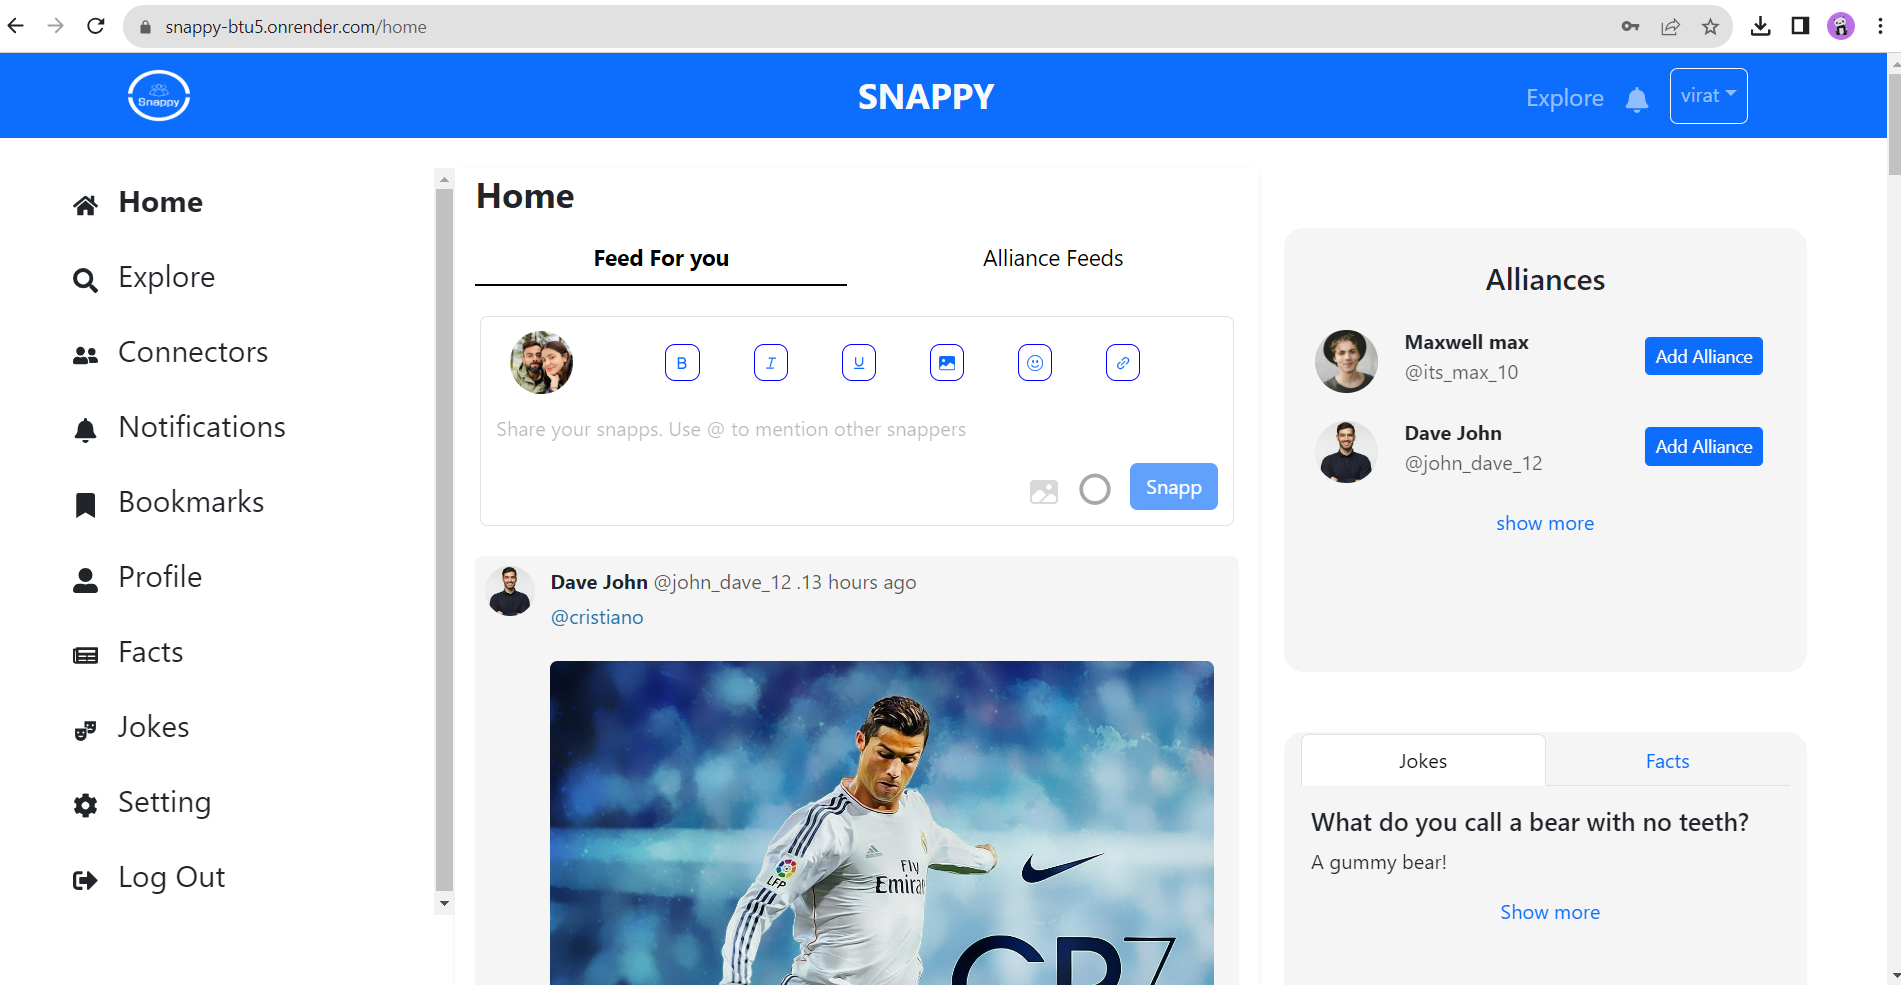 snappy-btu5.onrender.com/home
Snappy
SNAPPY
Explore
virat
Home
Explore
Connectors
Notifications
Bookmarks
Profile
Facts
Jokes
Setting
Log Out
Home
Feed For you
Alliance Feeds
B
I
U
Share your snapps. Use @ to mention other snappers
Snapp
Dave John @john_dave_12 .13 hours ago
@cristiano
LFP
Fly
Emirates
CR7
Alliances
Maxwell max
@its_max_10
Add Alliance
Dave John
@john_dave_12
Add Alliance
show more
Jokes
Facts
What do you call a bear with no teeth?
A gummy bear!
Show more